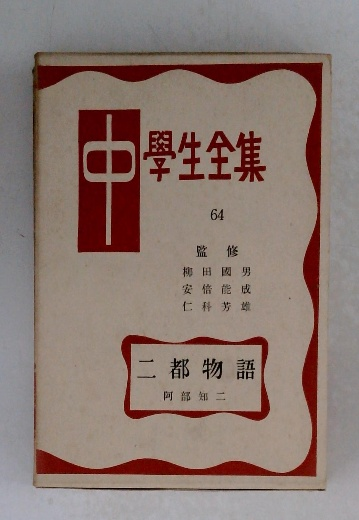 中學生全集
64
監修
柳田國男
安倍能成
仁科芳雄
二都物語
阿部知二